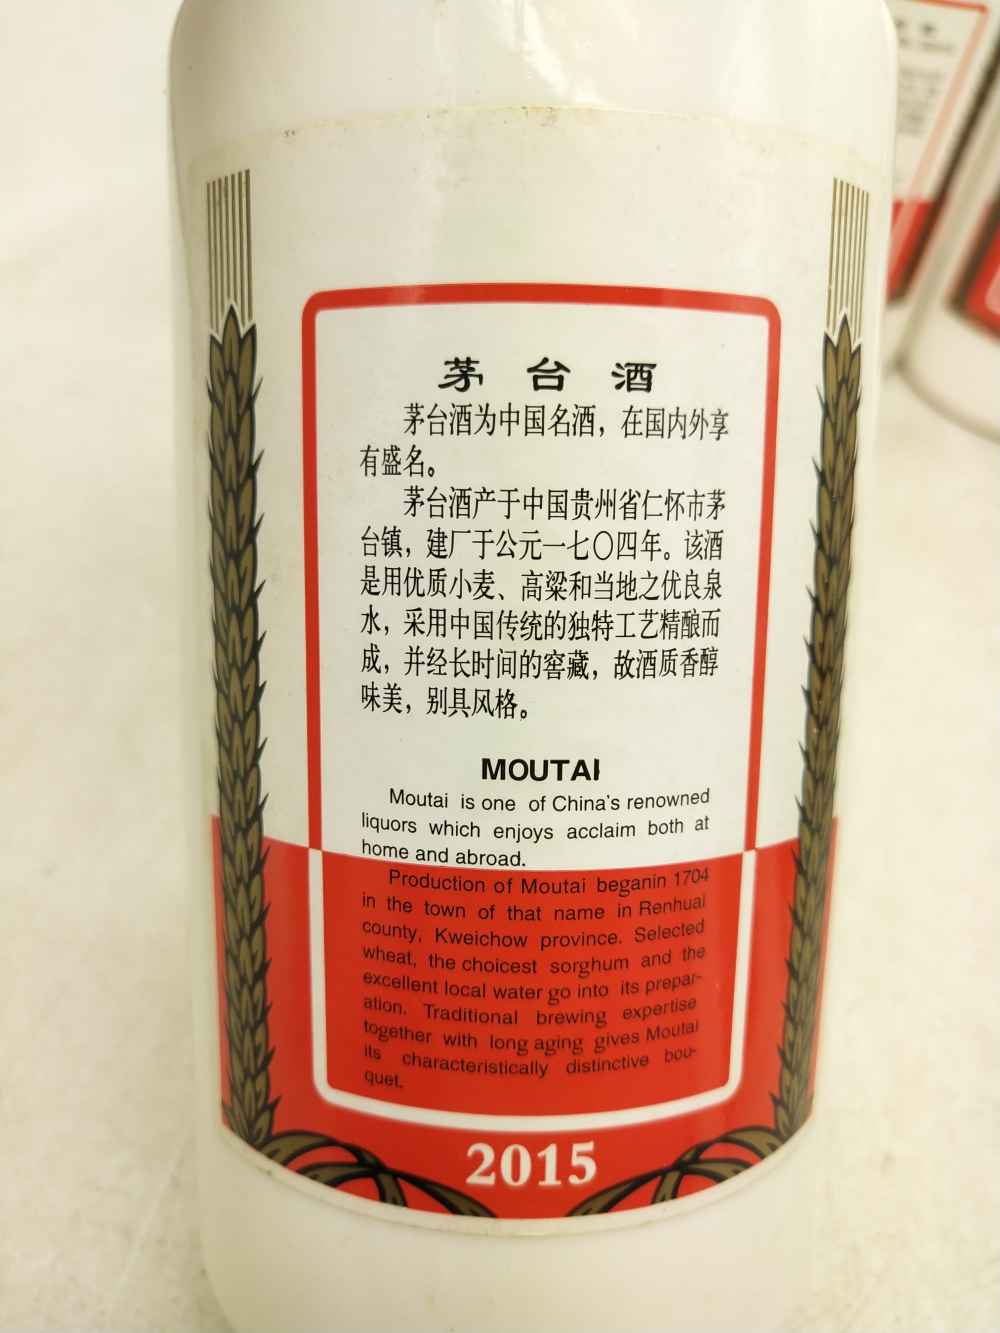 茅台酒
茅台酒为中国名酒，在国内外享
有盛名。
茅台酒产于中国贵州省仁怀市茅
台镇，建厂于公元一七〇四年。该酒
是用优质小麦、高粱和当地之优良泉
水，采用中国传统的独特工艺精酿而
成，并经长时间的窖藏，故酒质香醇
味美，别具风格。
MOUTAI
Moutai is one of China's renowned
liquors which enjoys acclaim both at
home and abroad.
Production of Moutai beganin 1704
in the town of that name in Renhuai
county, Kweichow province. Selected
wheat, the choicest sorghum and the
excellent local water go into its prepar-
ation. Traditional brewing expertise
together with long aging gives Moutai
its characteristically distinctive bou-
quet.
2015